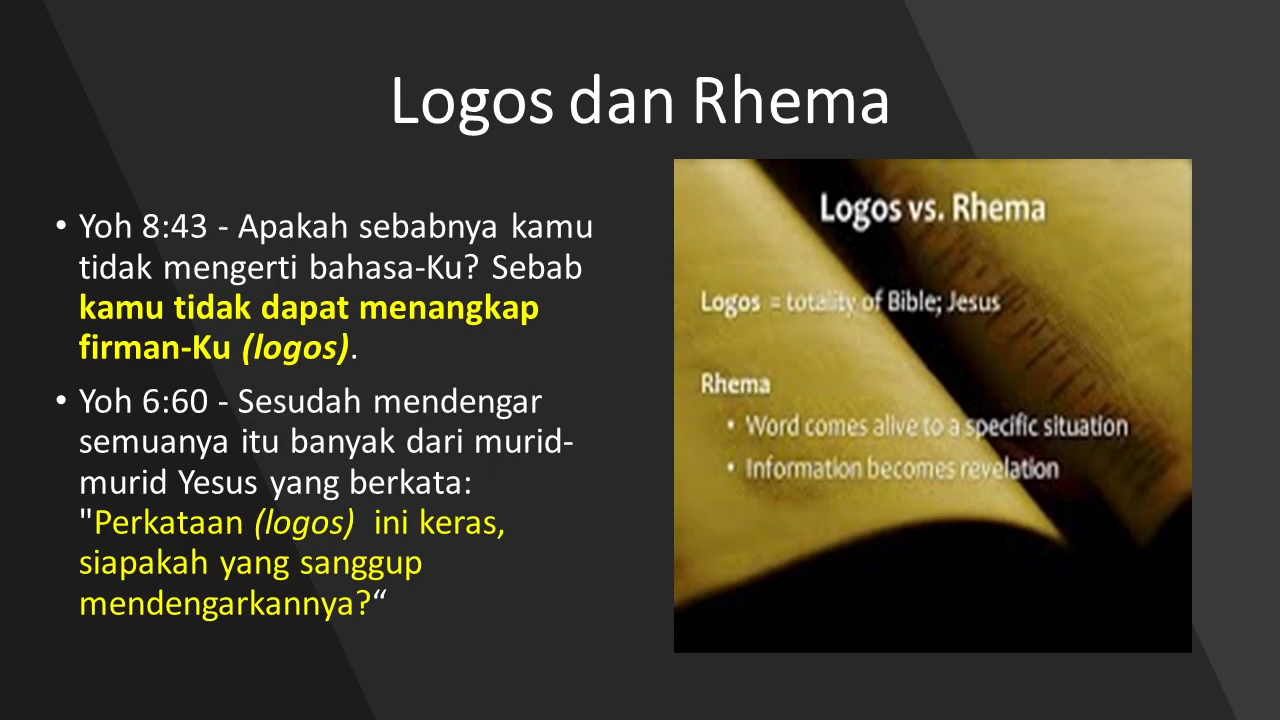 Logos dan Rhema
• Yoh 8:43 - Apakah sebabnya kamu
tidak mengerti bahasa-Ku? Sebab
kamu tidak dapat menangkap
firman-Ku (logos).
• Yoh 6:60 - Sesudah mendengar
semuanya itu banyak dari murid-
murid Yesus yang berkata:
"Perkataan (logos)  ini keras,
siapakah yang sanggup
mendengarkannya?“
Logos vs. Rhema
Logos = totality of Bible; Jesus
Rhema
• Word comes alive to a specific situation
• Information becomes revelation